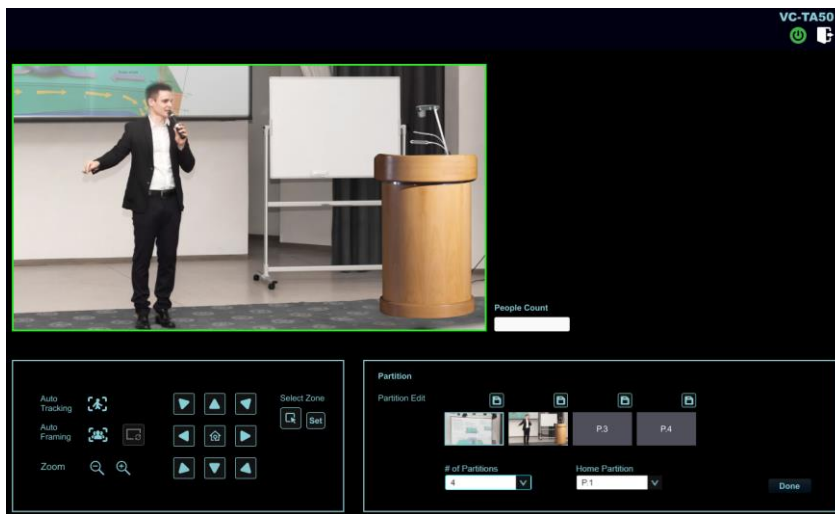 VC-TA50
People Count
Auto
Tracking
Auto
Framing
Zoom
Select Zone
Set
Partition
Partition Edit
P.3
P.4
# of Partitions
4
Home Partition
P.1
Done